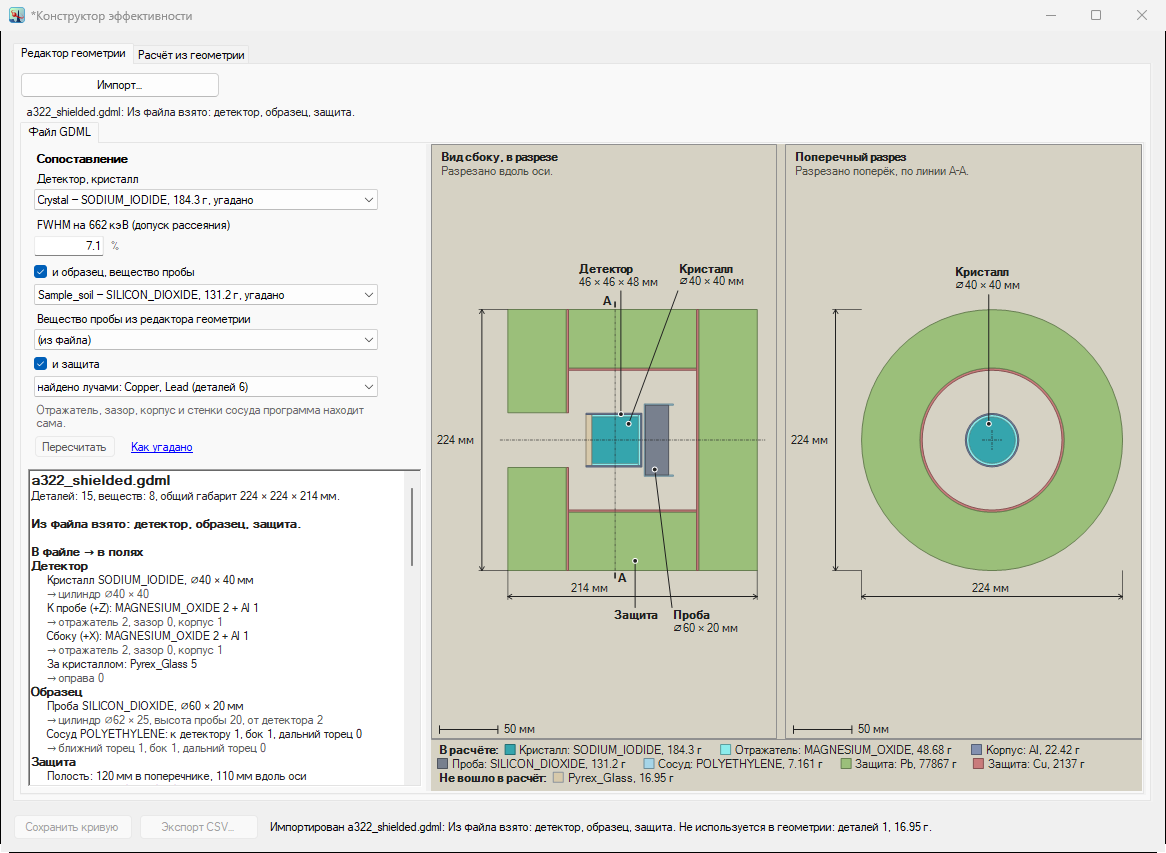 *Конструктор эффективности
Редактор геометрии
Расчёт из геометрии
Импорт...
a322_shielded.gdml: Из файла взято: детектор, образец, защита.
Файл GDML
Сопоставление
Детектор, кристалл
Crystal – SODIUM_IODIDE, 184.3 г, угадано
FWHM на 662 кэВ (допуск рассеяния)
7.1 %
и образец, вещество пробы
Sample_soil – SILICON_DIOXIDE, 131.2 г, угадано
Вещество пробы из редактора геометрии
(из файла)
и защита
найдено лучами: Copper, Lead (деталей 6)
Отражатель, зазор, корпус и стенки сосуда программа находит
сама.
Пересчитать
Как угадано
a322_shielded.gdml
Деталей: 15, веществ: 8, общий габарит 224 × 224 × 214 мм.
Из файла взято: детектор, образец, защита.
В файле → в полях
Детектор
Кристалл SODIUM_IODIDE, ⌀40 × 40 мм
→ цилиндр ⌀40 × 40
К пробе (+Z): MAGNESIUM_OXIDE 2 + Al 1
→ отражатель 2, зазор 0, корпус 1
Сбоку (+X): MAGNESIUM_OXIDE 2 + Al 1
→ отражатель 2, зазор 0, корпус 1
За кристаллом: Pyrex_Glass 5
→ оправа 0
Образец
Проба SILICON_DIOXIDE, ⌀60 × 20 мм
→ цилиндр ⌀62 × 25, высота пробы 20, от детектора 2
Сосуд POLYETHYLENE: к детектору 1, бок 1, дальний торец 0
→ ближний торец 1, бок 1, дальний торец 0
Защита
Полость: 120 мм в поперечнике, 110 мм вдоль оси
Вид сбоку, в разрезе
Разрезано вдоль оси.
Детектор
46 × 46 × 48 мм
Кристалл
⌀40 × 40 мм
A
224 мм
A
214 мм
Защита
Проба
⌀60 × 20 мм
50 мм
Поперечный разрез
Разрезано поперёк, по линии A-A.
Кристалл
⌀40 × 40 мм
224 мм
224 мм
50 мм
В расчёте: Кристалл: SODIUM_IODIDE, 184.3 г Отражатель: MAGNESIUM_OXIDE, 48.68 г Корпус: Al, 22.42 г
Проба: SILICON_DIOXIDE, 131.2 г Сосуд: POLYETHYLENE, 7.161 г Защита: Pb, 77867 г Защита: Cu, 2137 г
Не вошло в расчёт: Pyrex_Glass, 16.95 г
Сохранить кривую
Экспорт CSV...
Импортирован a322_shielded.gdml: Из файла взято: детектор, образец, защита. Не используется в геометрии: деталей 1, 16.95 г.